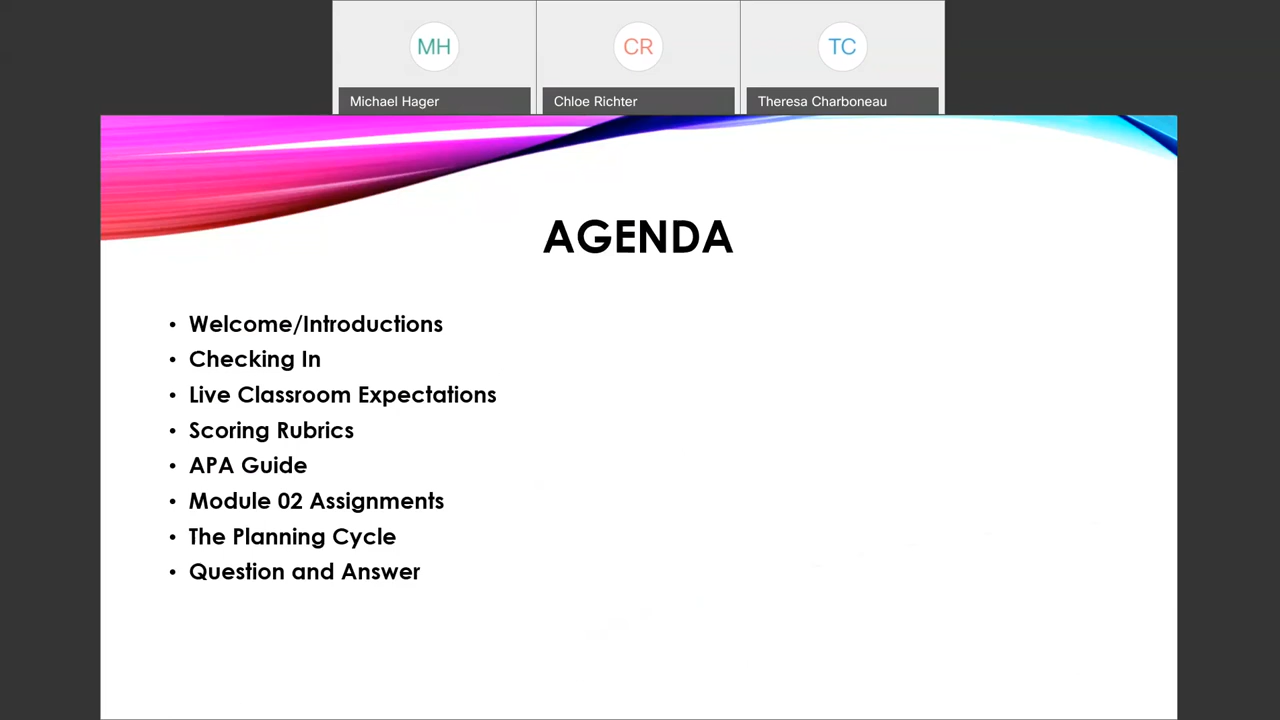 MH
CR
TC
Michael Hager
Chloe Richter
Theresa Charboneau
AGENDA
• Welcome/Introductions
• Checking In
• Live Classroom Expectations
• Scoring Rubrics
• APA Guide
• Module 02 Assignments
• The Planning Cycle
• Question and Answer